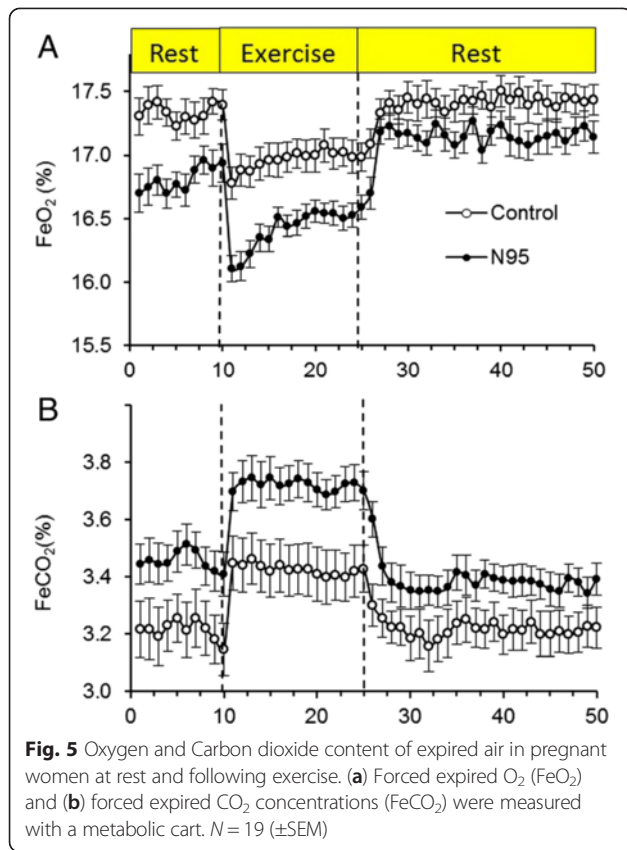 A
Rest Exercise Rest
17.5
17.0
16.5
16.0
15.5
FeO₂ (%)
Control
N95
0 10 20 30 40 50
B
3.8
3.6
3.4
3.2
3.0
FeCO₂(%)
0 10 20 30 40 50
Fig. 5 Oxygen and Carbon dioxide content of expired air in pregnant
women at rest and following exercise. (a) Forced expired O₂ (FeO₂)
and (b) forced expired CO₂ concentrations (FeCO₂) were measured
with a metabolic cart. N = 19 (±SEM)